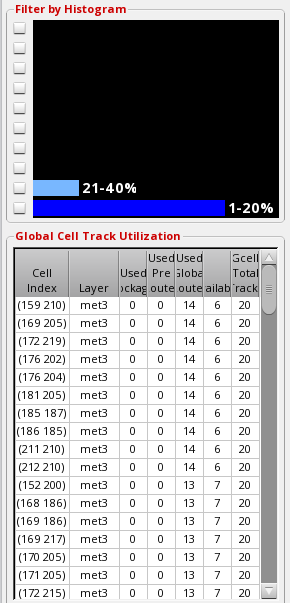 Filter by Histogram
21-40%
1-20%
Global Cell Track Utilization
Cell Index Layer Used Used Pre Used Gcell Total
(159 210) met3 0 0 14 6 20
(169 205) met3 0 0 14 6 20
(172 219) met3 0 0 14 6 20
(176 202) met3 0 0 14 6 20
(176 204) met3 0 0 14 6 20
(181 205) met3 0 0 14 6 20
(185 187) met3 0 0 14 6 20
(186 185) met3 0 0 14 6 20
(211 210) met3 0 0 14 6 20
(212 210) met3 0 0 14 6 20
(152 200) met3 0 0 13 7 20
(168 186) met3 0 0 13 7 20
(169 186) met3 0 0 13 7 20
(169 217) met3 0 0 13 7 20
(170 205) met3 0 0 13 7 20
(171 205) met3 0 0 13 7 20
(172 215) met3 0 0 13 7 20